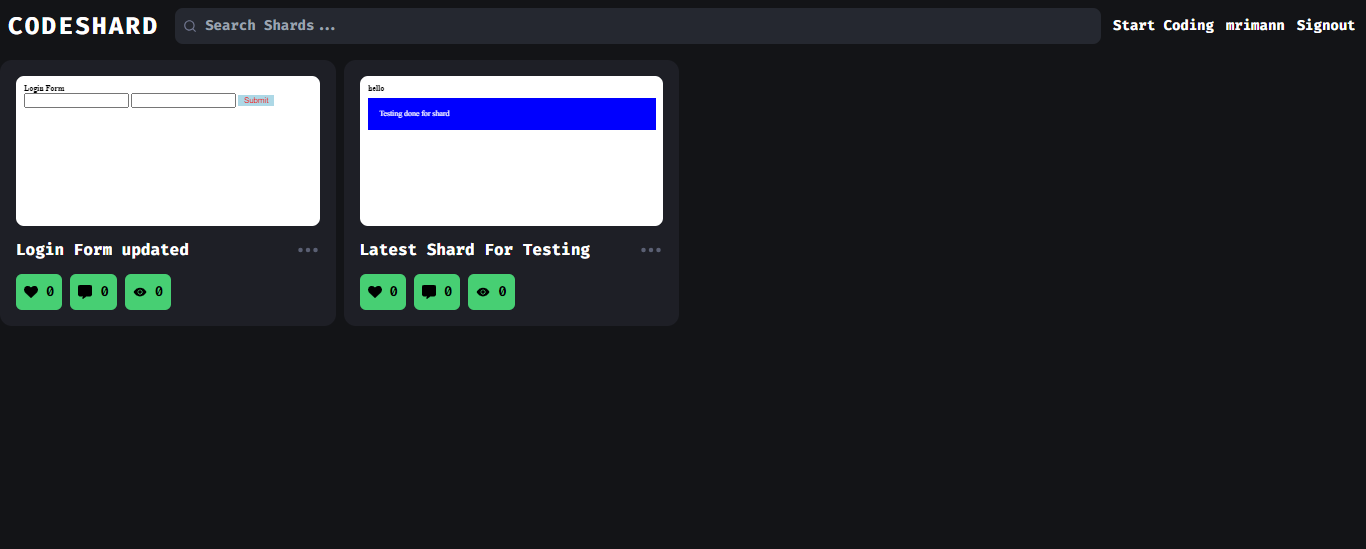 CODESHARD
Search Shards...
Start Coding mrimann Signout
Login Form
Submit
hello
Testing done for shard
Login Form updated
Latest Shard For Testing
0 0 0
0 0 0